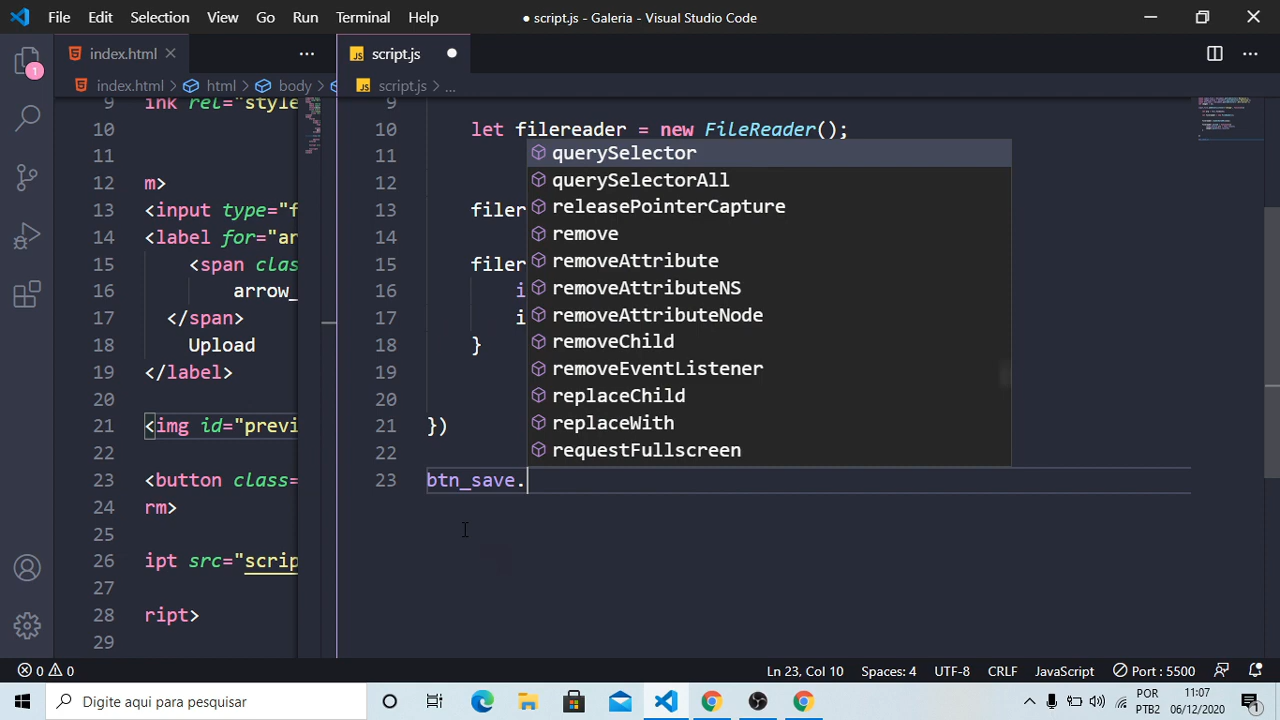 File Edit Selection View Go Run Terminal Help ● script.js - Galeria - Visual Studio Code
index.html
script.js
index.html > html > body >
script.js > ...
1
9 ink rel="style
10
11
12 m>
13 <input type="f
14 <label for="ar
15 <span clas
16 arrow_
17 </span>
18 Upload
19 </label>
20
21 <img id="previ
22
23 <button class=
24 rm>
25
26 ipt src="scrip
27
28 ript>
29
9
10 let filereader = new FileReader();
11
12
13 filer
14
15 filer
16 i
17 i
18 }
19
20
21 })
22
23 btn_save.
querySelector
querySelectorAll
releasePointerCapture
remove
removeAttribute
removeAttributeNS
removeAttributeNode
removeChild
removeEventListener
replaceChild
replaceWith
requestFullscreen
0 0 Ln 23, Col 10 Spaces: 4 UTF-8 CRLF JavaScript Port : 5500
Digite aqui para pesquisar
POR 11:07
PTB2 06/12/2020
1